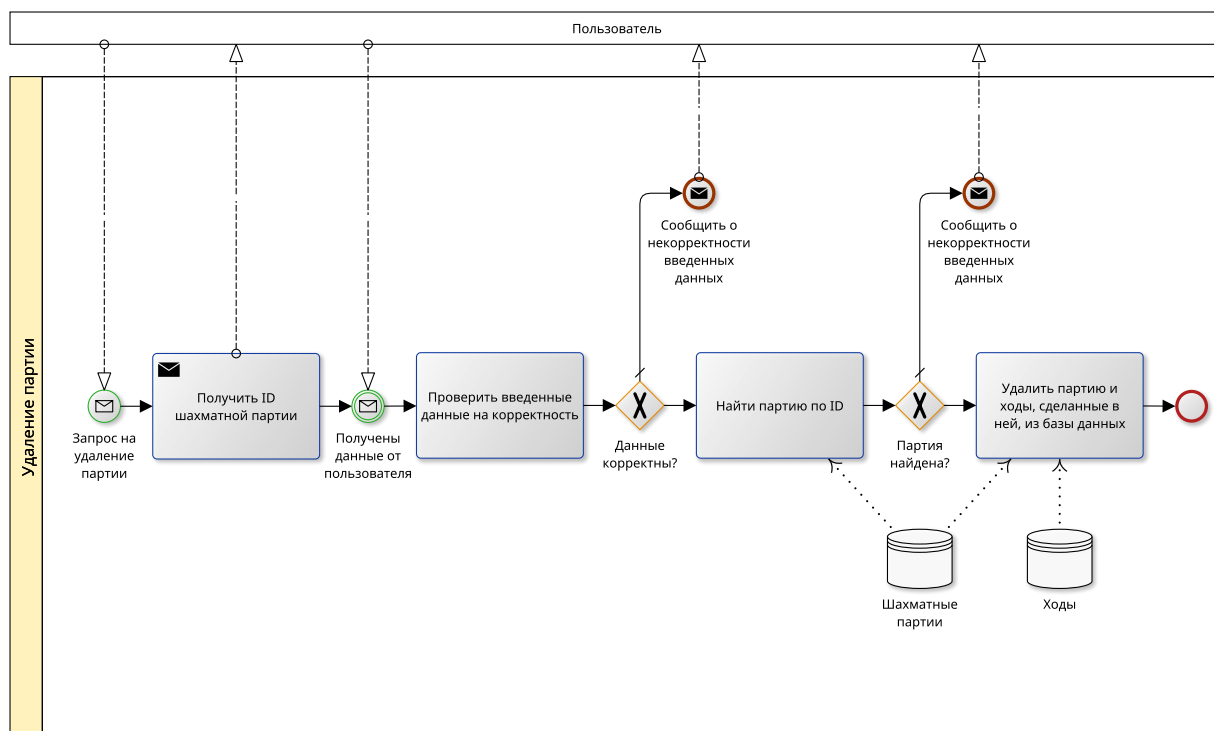 Пользователь
Удаление партии
Сообщить о
некорректности
введенных
данных
Сообщить о
некорректности
введенных
данных
Запрос на
удаление
партии
Получить ID
шахматной партии
Получены
данные от
пользователя
Проверить введенные
данные на корректность
Данные
корректны?
Найти партию по ID
Партия
найдена?
Удалить партию и
ходы, сделанные в
ней, из базы данных
Шахматные
партии
Ходы